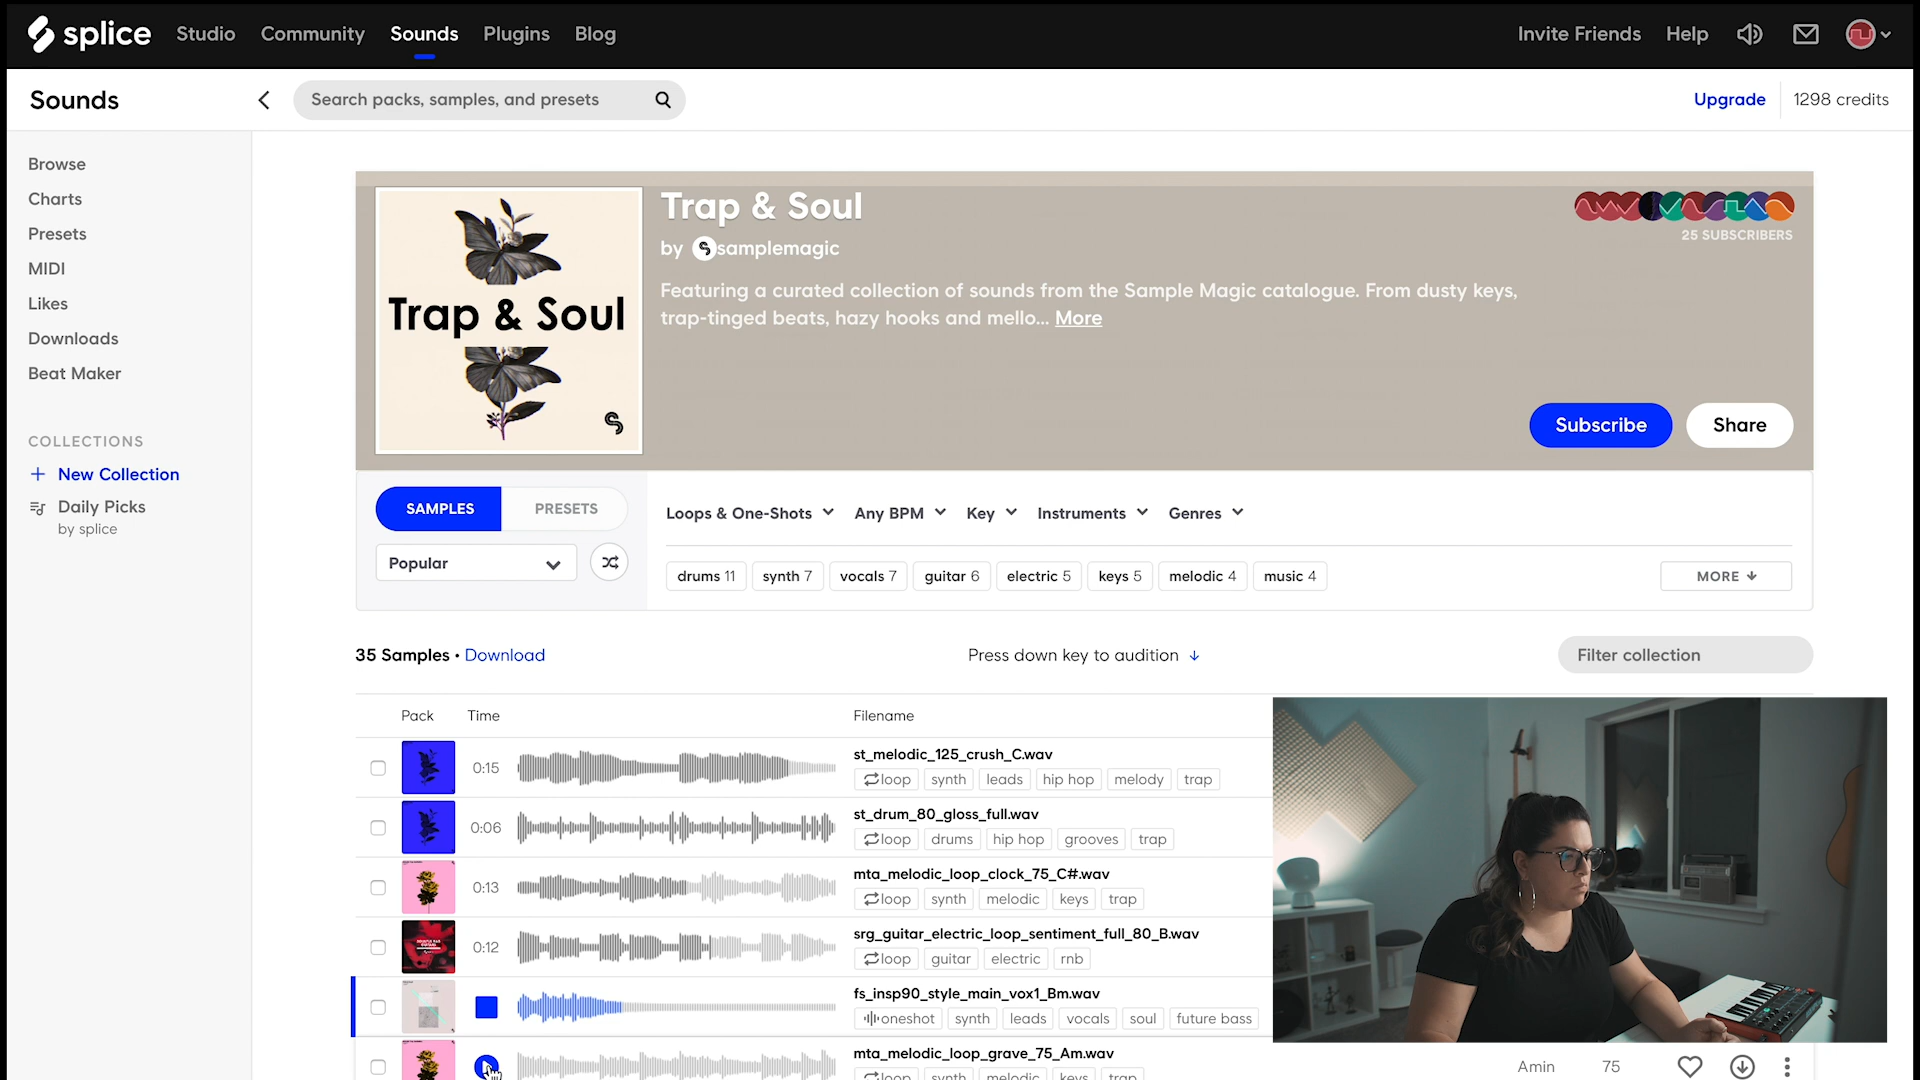 splice Studio Community Sounds Plugins Blog Invite Friends Help
Sounds Search packs, samples, and presets Upgrade 1298 credits
Browse
Charts
Presets
MIDI
Likes
Downloads
Beat Maker
COLLECTIONS
+ New Collection
Daily Picks
by splice
Trap & Soul
Trap & Soul
by samplemagic
25 SUBSCRIBERS
Featuring a curated collection of sounds from the Sample Magic catalogue. From dusty keys,
trap-tinged beats, hazy hooks and mello... More
Subscribe Share
SAMPLES PRESETS
Popular
Loops & One-Shots Any BPM Key Instruments Genres
drums 11 synth 7 vocals 7 guitar 6 electric 5 keys 5 melodic 4 music 4 MORE
35 Samples • Download Press down key to audition ↓ Filter collection
Pack Time Filename
0:15 st_melodic_125_crush_C.wav
loop synth leads hip hop melody trap
0:06 st_drum_80_gloss_full.wav
loop drums hip hop grooves trap
0:13 mta_melodic_loop_clock_75_C#.wav
loop synth melodic keys trap
0:12 srg_guitar_electric_loop_sentiment_full_80_B.wav
loop guitar electric rnb
fs_insp90_style_main_vox1_Bm.wav
oneshot synth leads vocals soul future bass
mta_melodic_loop_grave_75_Am.wav
loop synth melodic keys trap
Amin 75